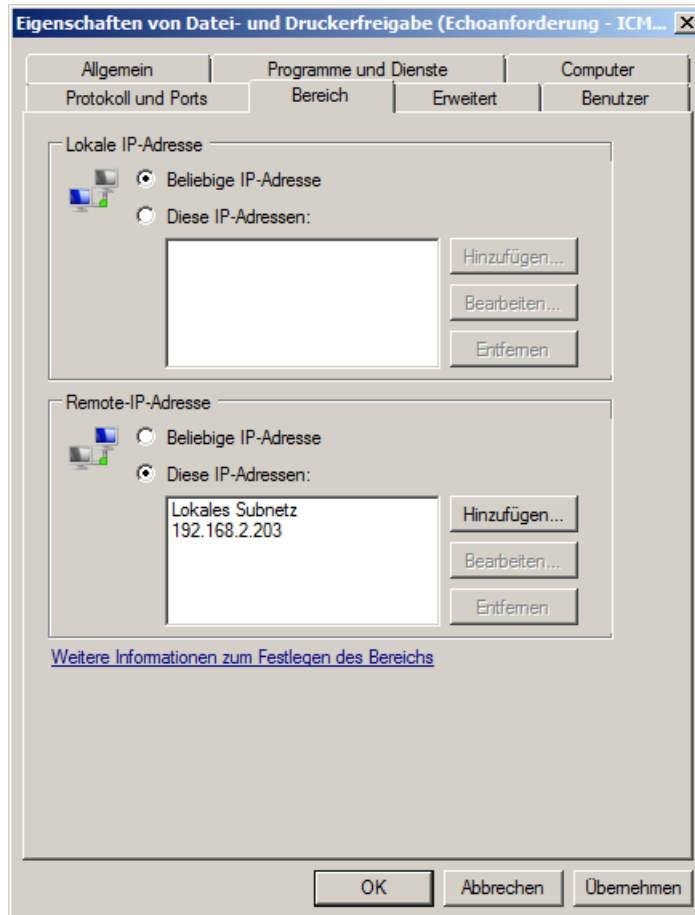 Eigenschaften von Datei- und Druckerfreigabe (Echoanforderung - ICM...
Allgemein
Programme und Dienste
Computer
Protokoll und Ports
Bereich
Erweitert
Benutzer
Lokale IP-Adresse
Beliebige IP-Adresse
Diese IP-Adressen:
Hinzufügen...
Bearbeiten...
Entfernen
Remote-IP-Adresse
Beliebige IP-Adresse
Diese IP-Adressen:
Lokales Subnetz
192.168.2.203
Hinzufügen...
Bearbeiten...
Entfernen
Weitere Informationen zum Festlegen des Bereichs
OK
Abbrechen
Übernehmen